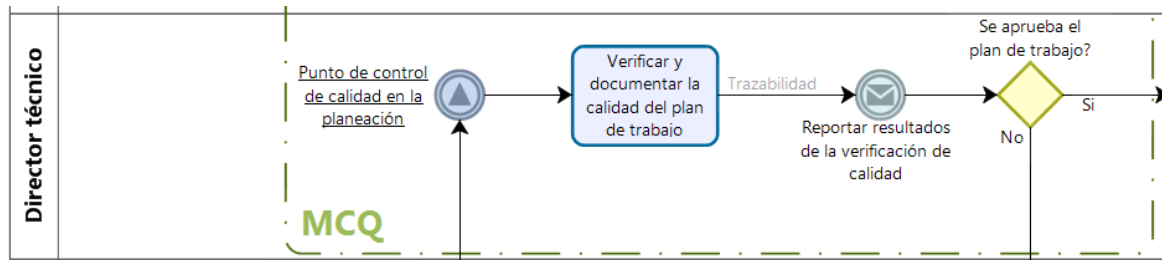 Director técnico
Punto de control
de calidad en la
planeación
Verificar y
documentar la
calidad del plan
de trabajo
Trazabilidad
Reportar resultados
de la verificación de
calidad
Se aprueba el
plan de trabajo?
Si
No
MCQ